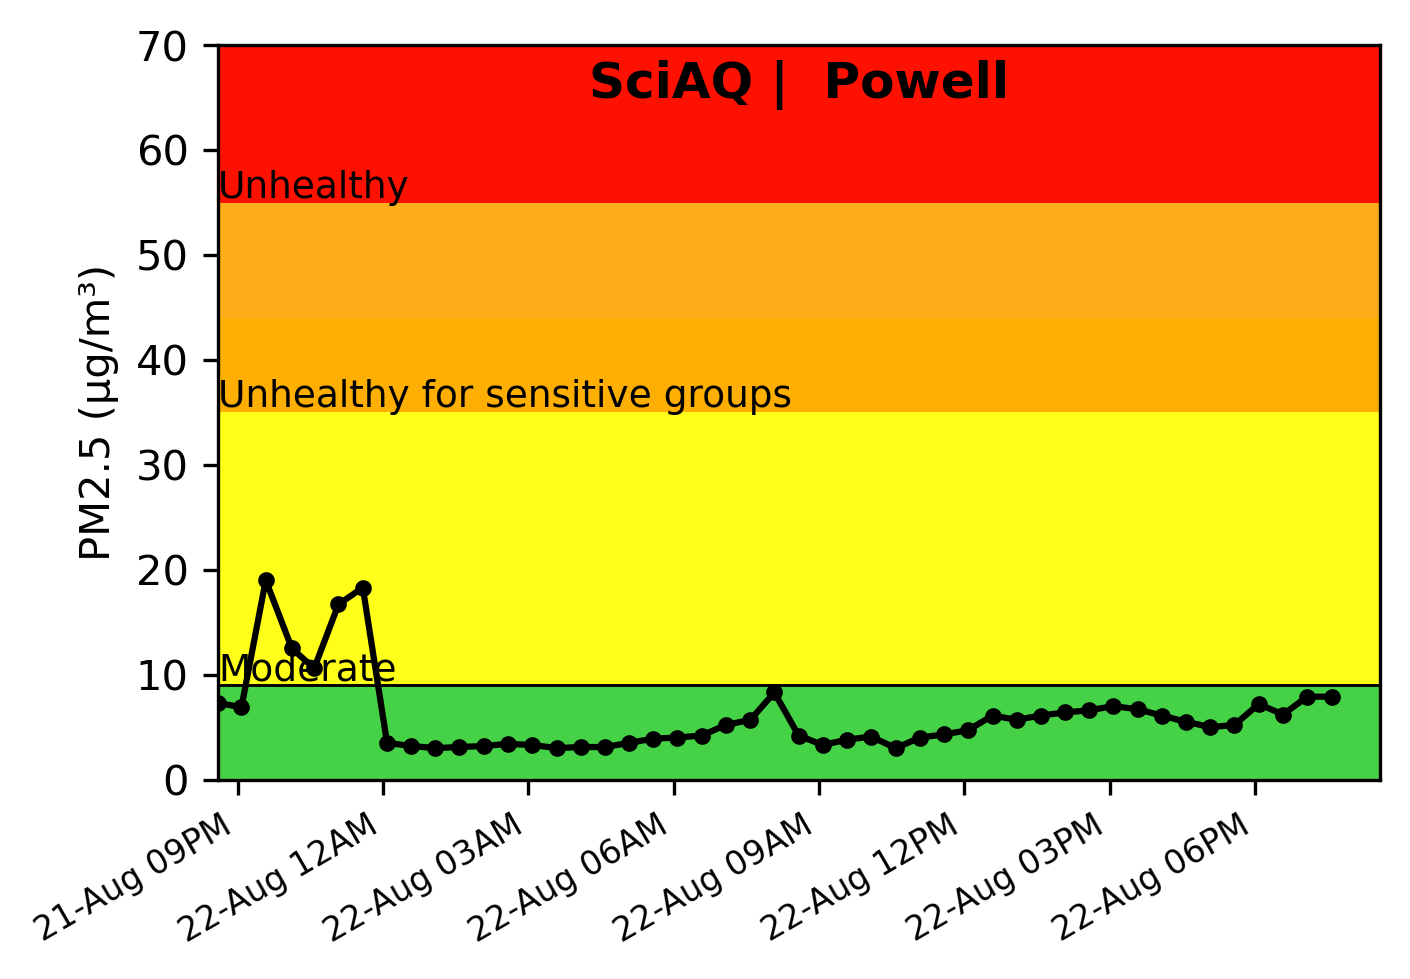 SciAQ |  Powell
70
60
50
40
30
20
10
0
PM2.5 (µg/m³)
Unhealthy
Unhealthy for sensitive groups
Moderate
21-Aug 09PM
22-Aug 12AM
22-Aug 03AM
22-Aug 06AM
22-Aug 09AM
22-Aug 12PM
22-Aug 03PM
22-Aug 06PM